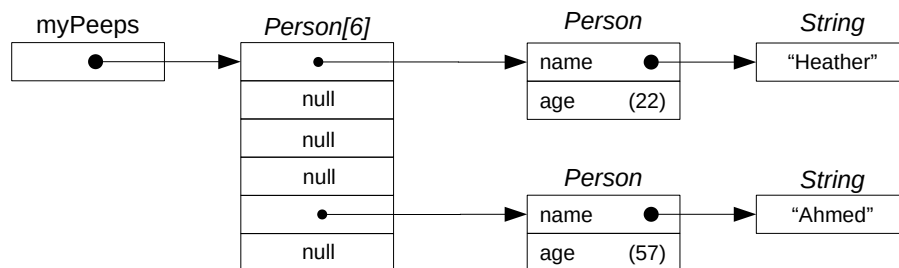 myPeeps
Person[6]
Person
String
name
"Heather"
null
age (22)
null
null
Person
String
name
“Ahmed”
null
age (57)